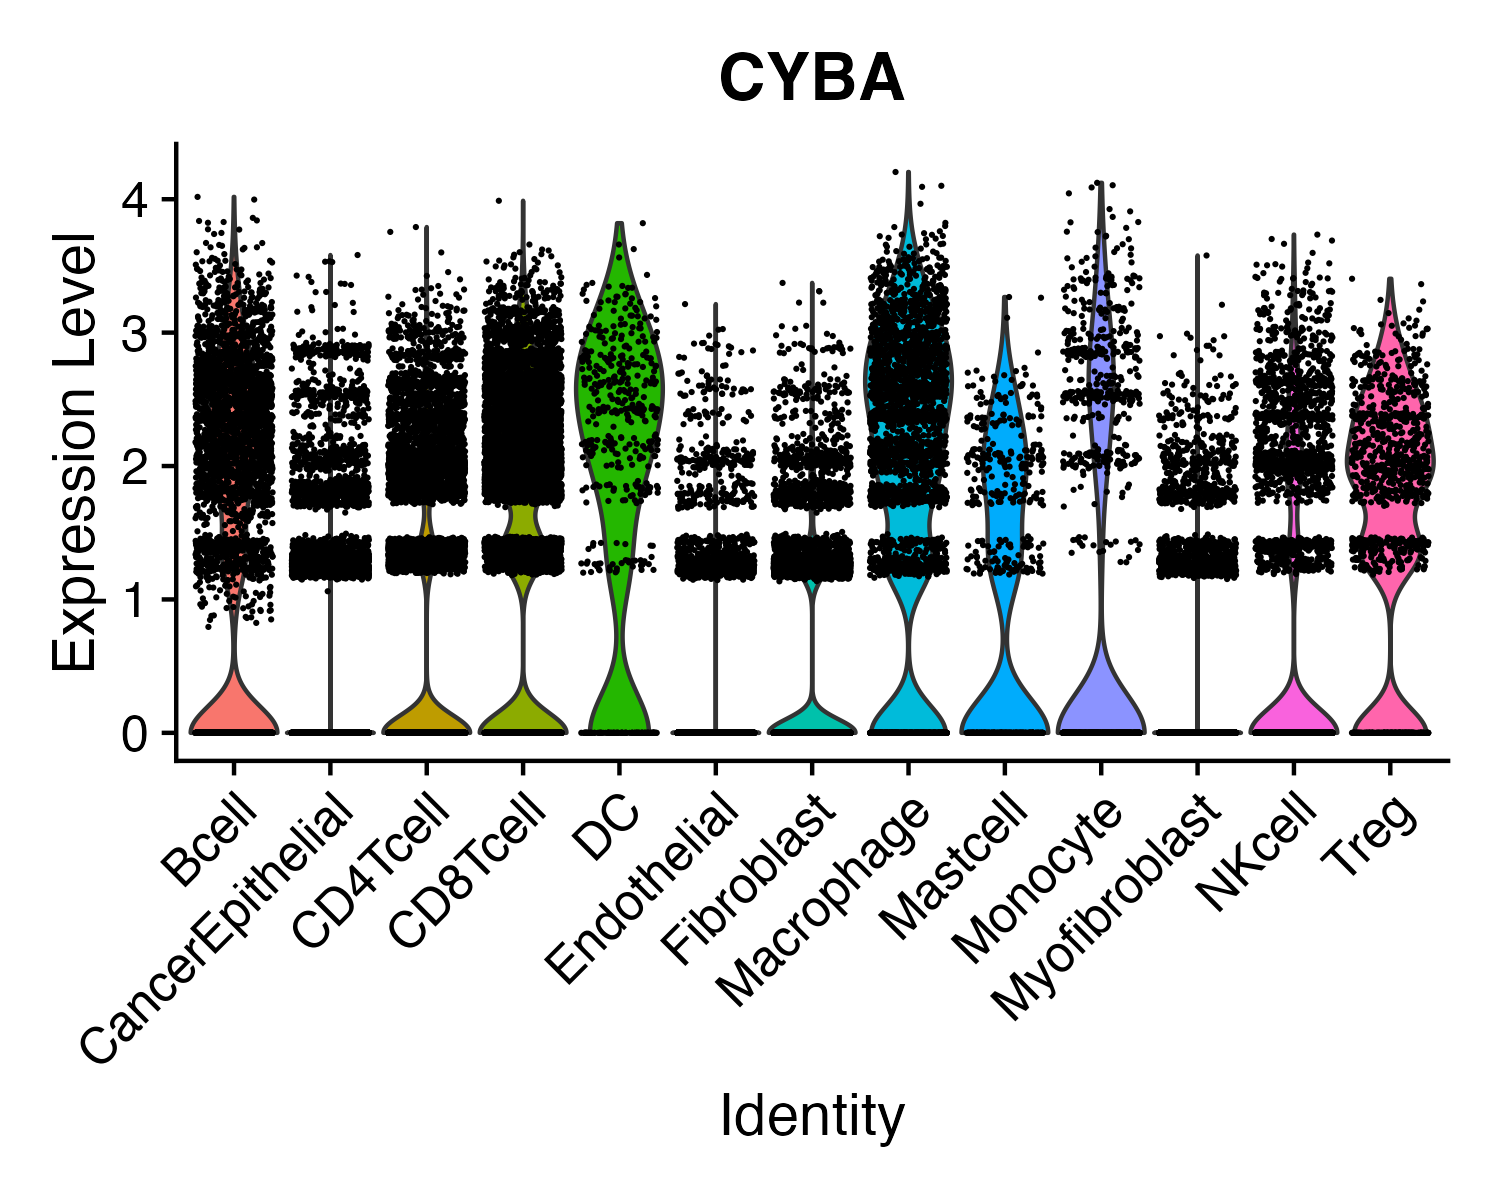 CYBA
Expression Level
4
3
2
1
0
Bcell
CancerEpithelial
CD4Tcell
CD8Tcell
DC
Endothelial
Fibroblast
Macrophage
Mastcell
Monocyte
Myofibroblast
NKcell
Treg
Identity